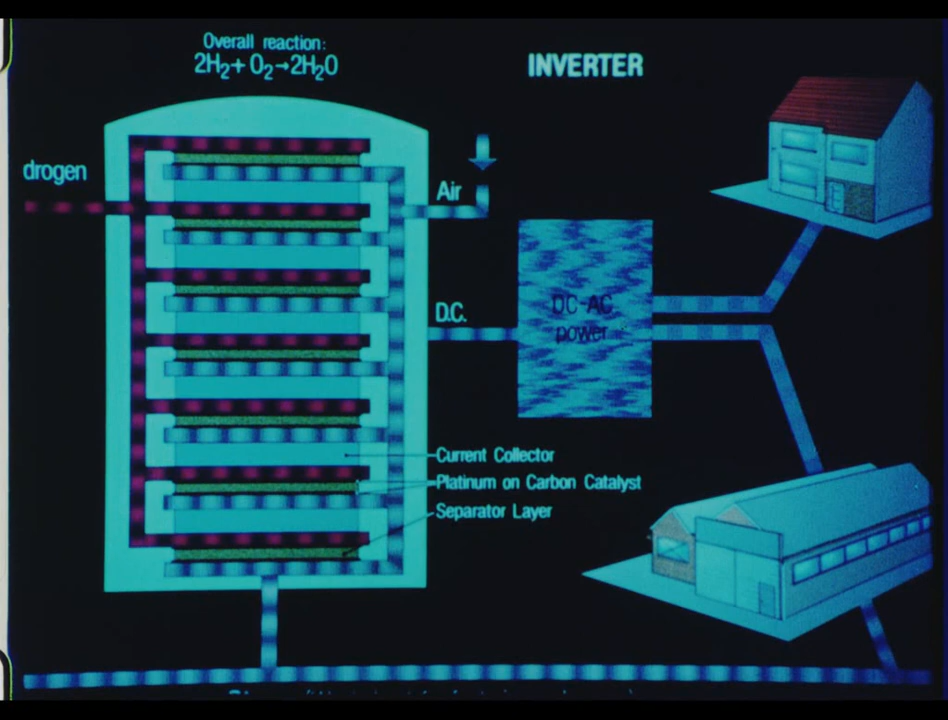 Overall reaction:
2H₂+ O₂→2H₂O
INVERTER
drogen
Air
D.C.
DC-AC
power
Current Collector
Platinum on Carbon Catalyst
Separator Layer